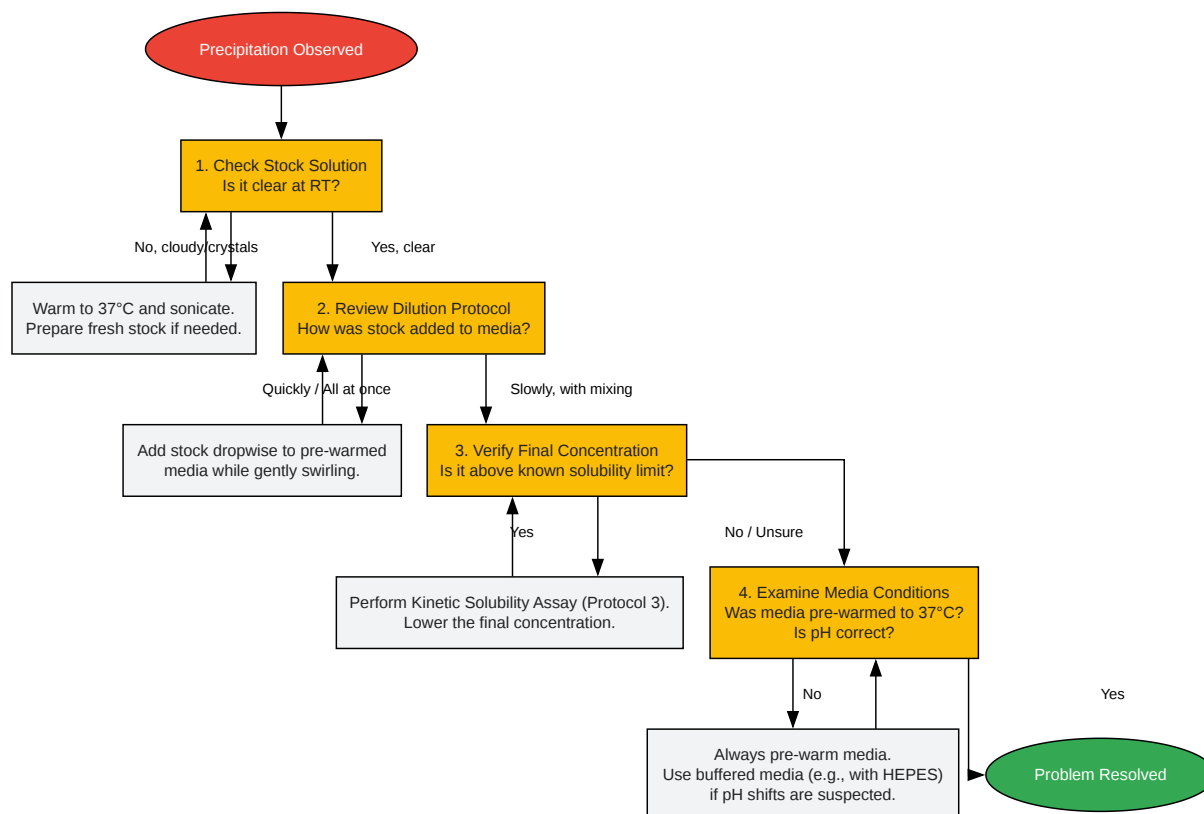 Precipitation Observed
1. Check Stock Solution
Is it clear at RT?
No, cloudy/crystals
Yes, clear
Warm to 37°C and sonicate.
Prepare fresh stock if needed.
2. Review Dilution Protocol
How was stock added to media?
Quickly / All at once
Slowly, with mixing
Add stock dropwise to pre-warmed
media while gently swirling.
3. Verify Final Concentration
Is it above known solubility limit?
Yes
No / Unsure
Perform Kinetic Solubility Assay (Protocol 3).
Lower the final concentration.
4. Examine Media Conditions
Was media pre-warmed to 37°C?
Is pH correct?
No
Yes
Always pre-warm media.
Use buffered media (e.g., with HEPES)
if pH shifts are suspected.
Problem Resolved